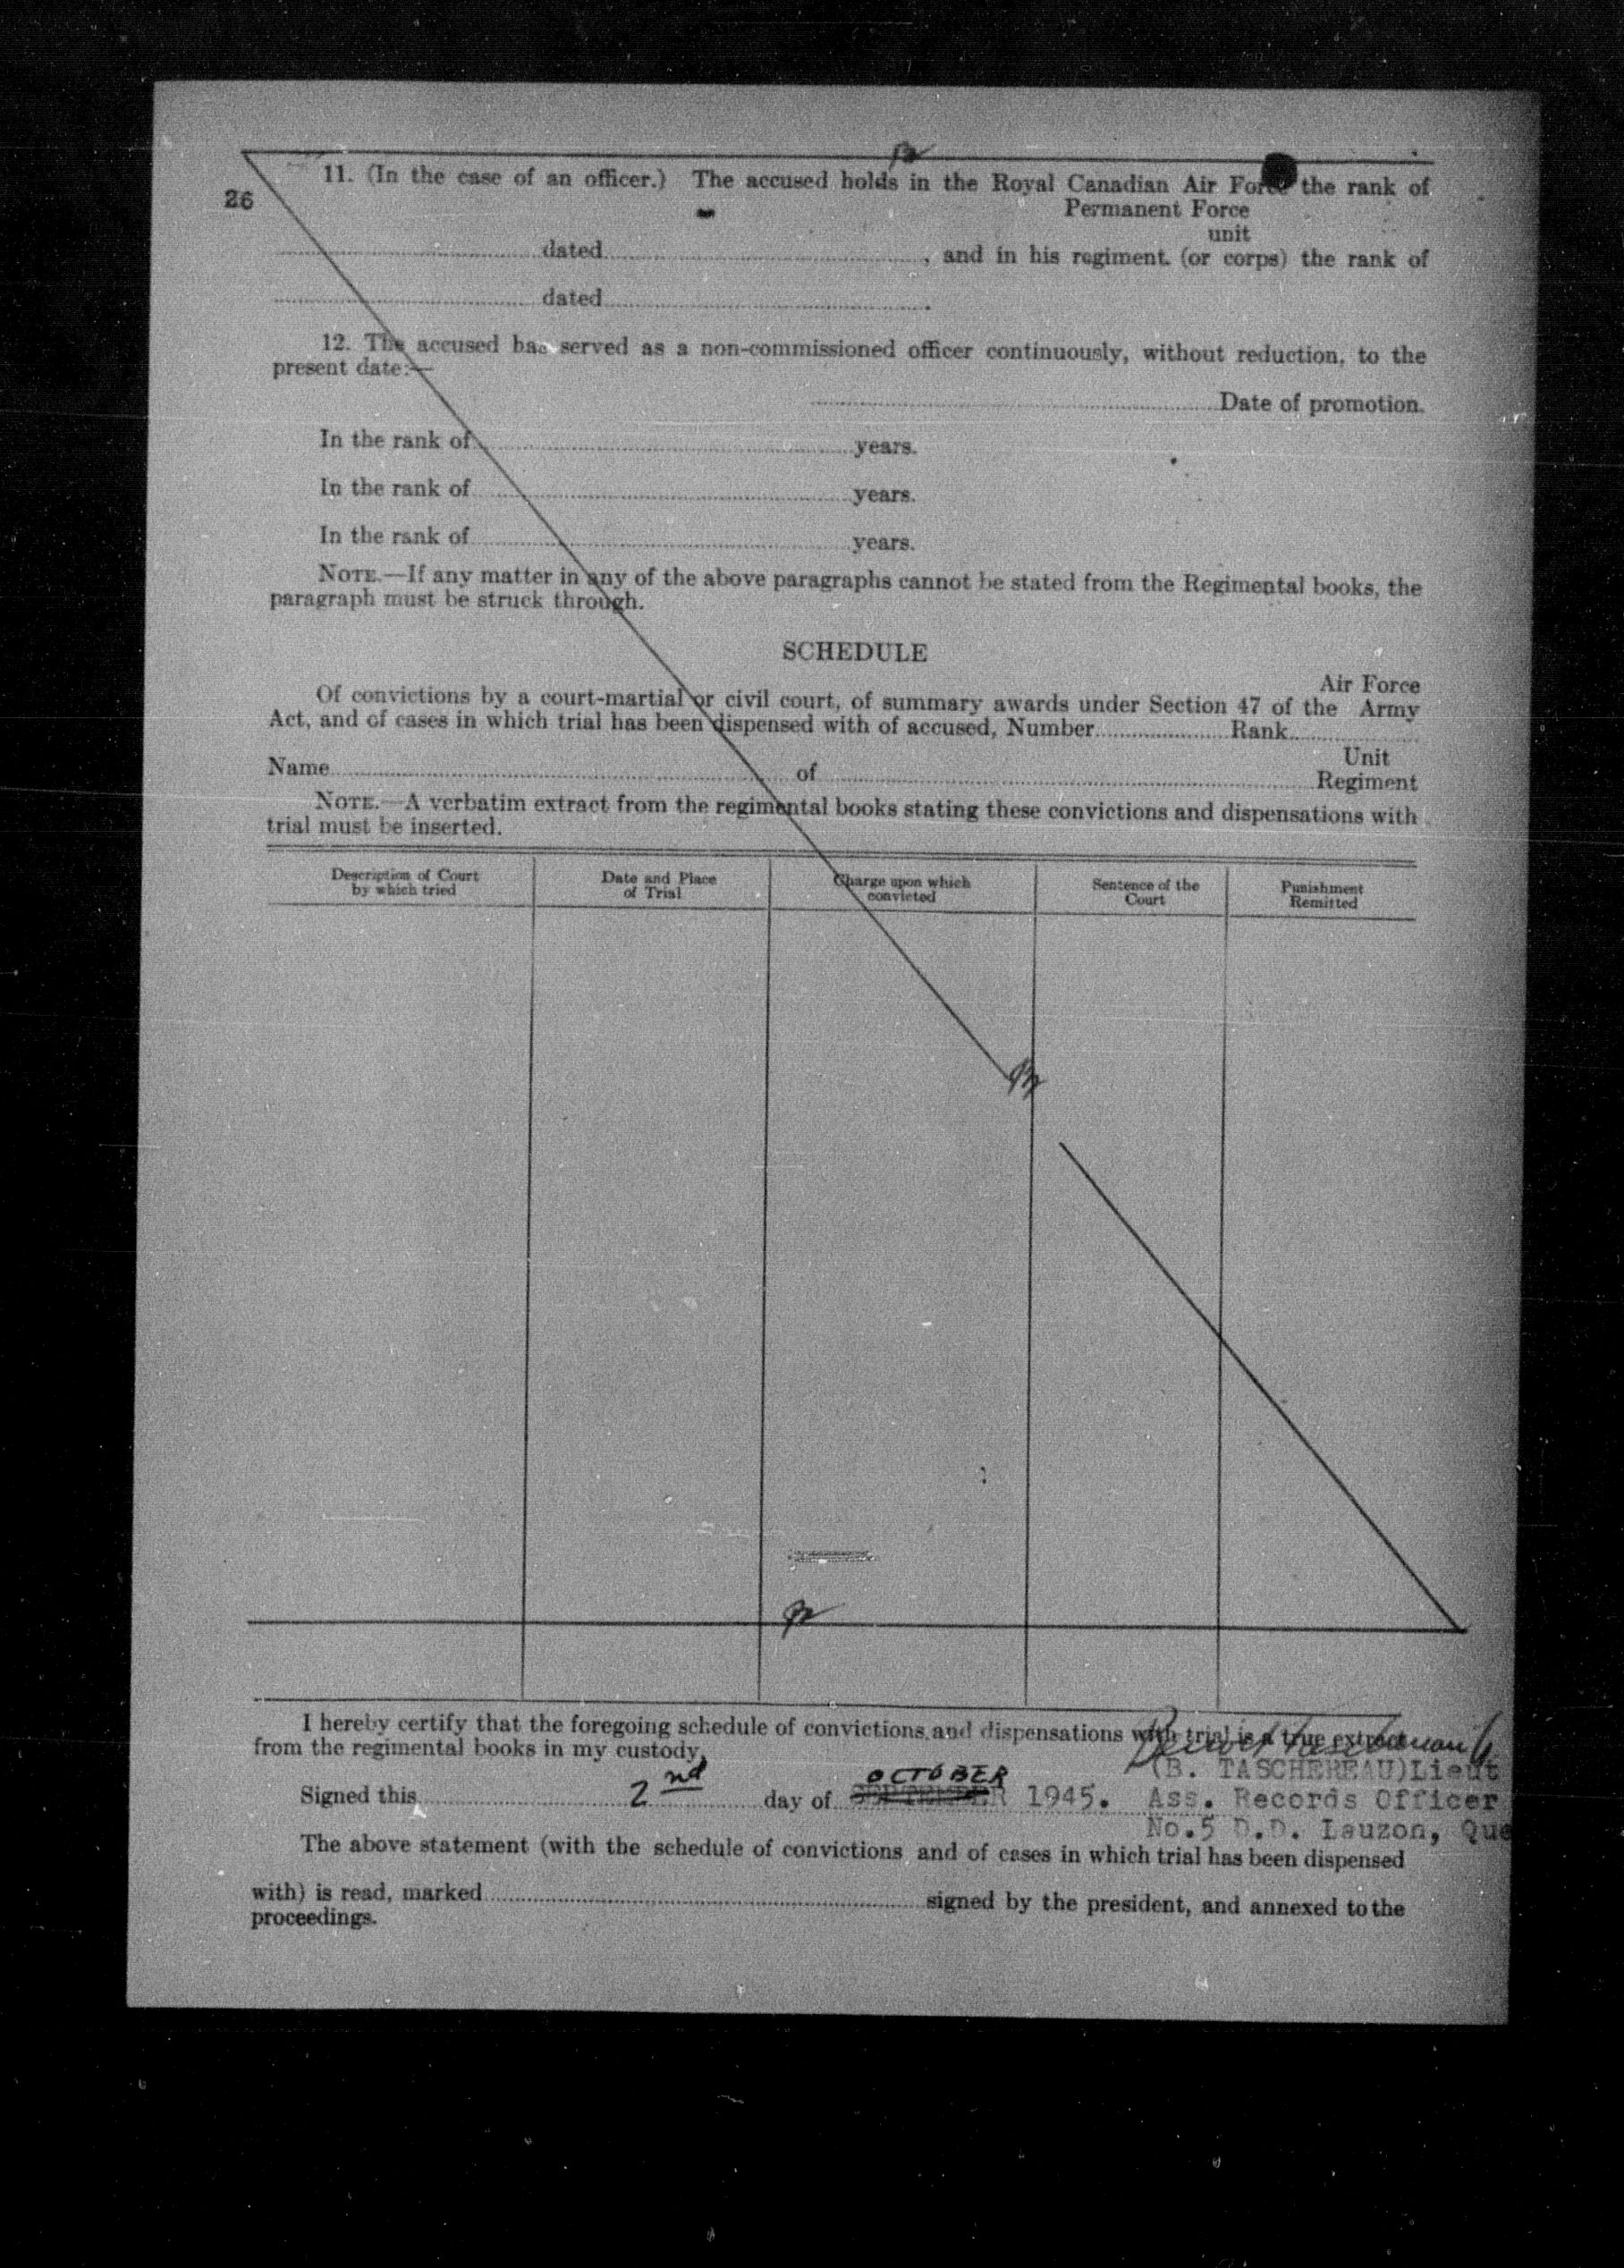 11. (In the case of an officer.) The accused holds in the Royal Canadian Air Force the rank of
26
Permanent Force
unit
dated , and in his regiment (or corps) the rank of
dated .
12. The accused has served as a non-commissioned officer continuously, without reduction, to the
present date:—
Date of promotion.
In the rank of years.
In the rank of years.
In the rank of years.
NOTE.—If any matter in any of the above paragraphs cannot be stated from the Regimental books, the
paragraph must be struck through.
SCHEDULE
Air Force
Of convictions by a court-martial or civil court, of summary awards under Section 47 of the Army
Act, and of cases in which trial has been dispensed with of accused, Number Rank
Unit
Name of Regiment
NOTE.—A verbatim extract from the regimental books stating these convictions and dispensations with
trial must be inserted.
Description of Court
by which tried
Date and Place
of Trial
Charge upon which
convicted
Sentence of the
Court
Punishment
Remitted
I hereby certify that the foregoing schedule of convictions and dispensations with trial is a true extract
from the regimental books in my custody.
(B. TASCHEREAU)Lieut
OCTOBER
Signed this 2nd day of SEPTEMBER 1945. Ass. Records Officer
No.5 D.D. Lauzon, Que
The above statement (with the schedule of convictions and of cases in which trial has been dispensed
with) is read, marked signed by the president, and annexed to the
proceedings.